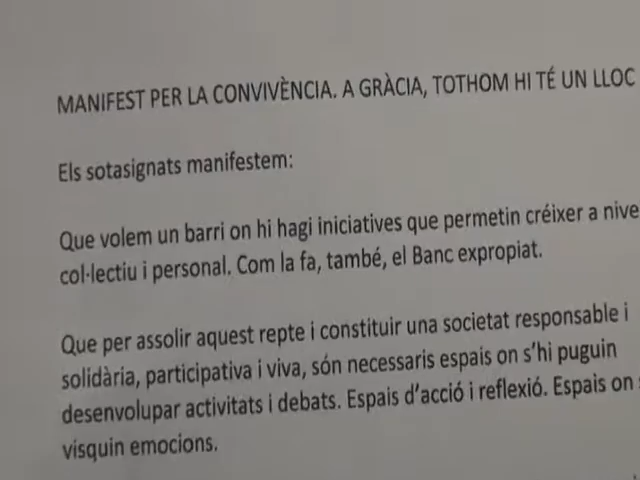 MANIFEST PER LA CONVIVÈNCIA. A GRÀCIA, TOTHOM HI TÉ UN LLOC
Els sotasignats manifestem:
Que volem un barri on hi hagi iniciatives que permetin créixer a nive
col·lectiu i personal. Com la fa, també, el Banc expropiat.
Que per assolir aquest repte i constituir una societat responsable i
solidària, participativa i viva, són necessaris espais on s'hi puguin
desenvolupar activitats i debats. Espais d'acció i reflexió. Espais on
visquin emocions.